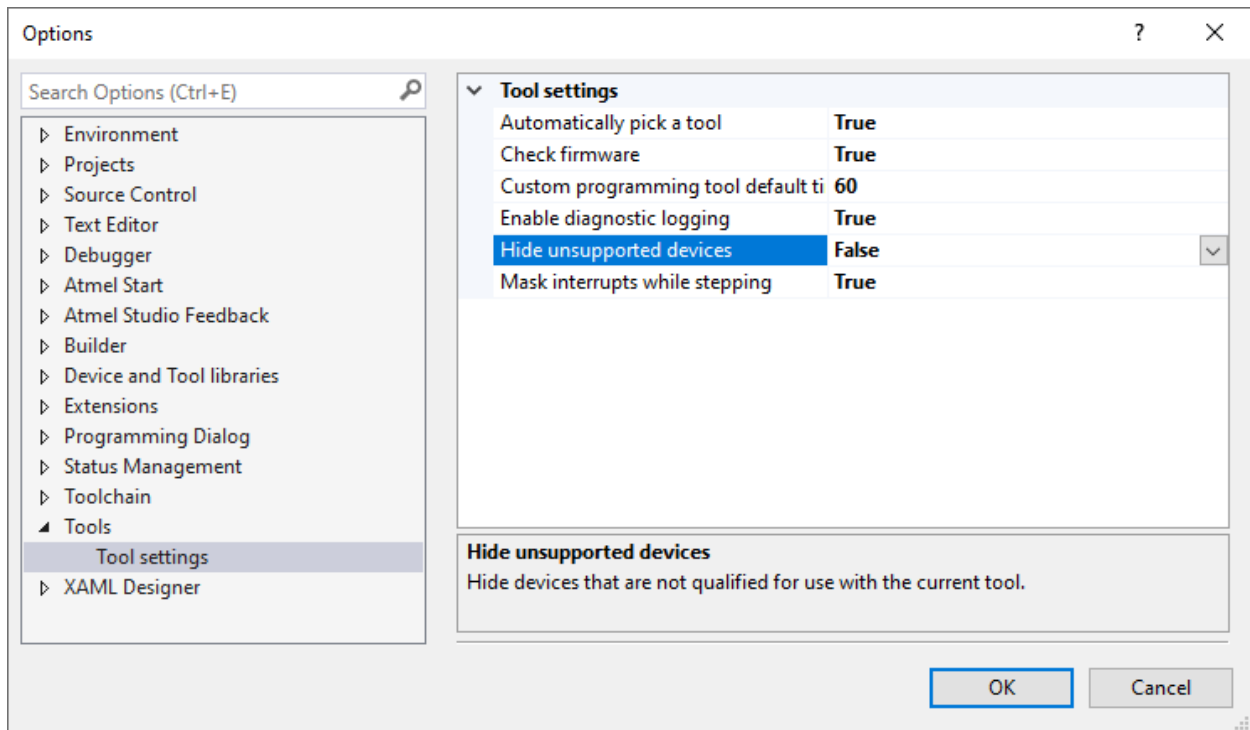 Options
?
Search Options (Ctrl+E)
Environment
Projects
Source Control
Text Editor
Debugger
Atmel Start
Atmel Studio Feedback
Builder
Device and Tool libraries
Extensions
Programming Dialog
Status Management
Toolchain
Tools
Tool settings
XAML Designer
Tool settings
Automatically pick a tool True
Check firmware True
Custom programming tool default ti 60
Enable diagnostic logging True
Hide unsupported devices False
Mask interrupts while stepping True
Hide unsupported devices
Hide devices that are not qualified for use with the current tool.
OK Cancel